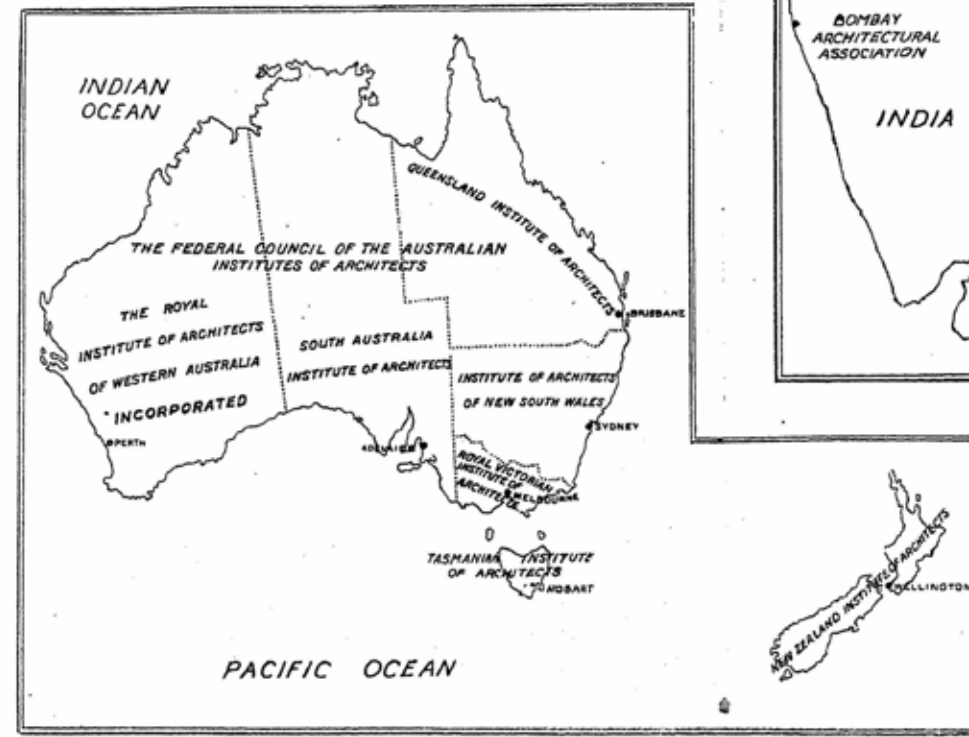 INDIAN
OCEAN
QUEENSLAND INSTITUTE OF ARCHITECTS
THE FEDERAL COUNCIL OF THE AUSTRALIAN
INSTITUTES OF ARCHITECTS
BRISBANE
THE ROYAL
INSTITUTE OF ARCHITECTS
OF WESTERN AUSTRALIA
INCORPORATED
PERTH
SOUTH AUSTRALIA
INSTITUTE OF ARCHITECTS
ADELAIDE
INSTITUTE OF ARCHITECTS
OF NEW SOUTH WALES
SYDNEY
ROYAL VICTORIAN
INSTITUTE OF
ARCHITECTS
MELBOURNE
TASMANIAN INSTITUTE
OF ARCHITECTS
HOBART
PACIFIC OCEAN
BOMBAY
ARCHITECTURAL
ASSOCIATION
INDIA
NEW ZEALAND INSTITUTE OF ARCHITECTS
WELLINGTON